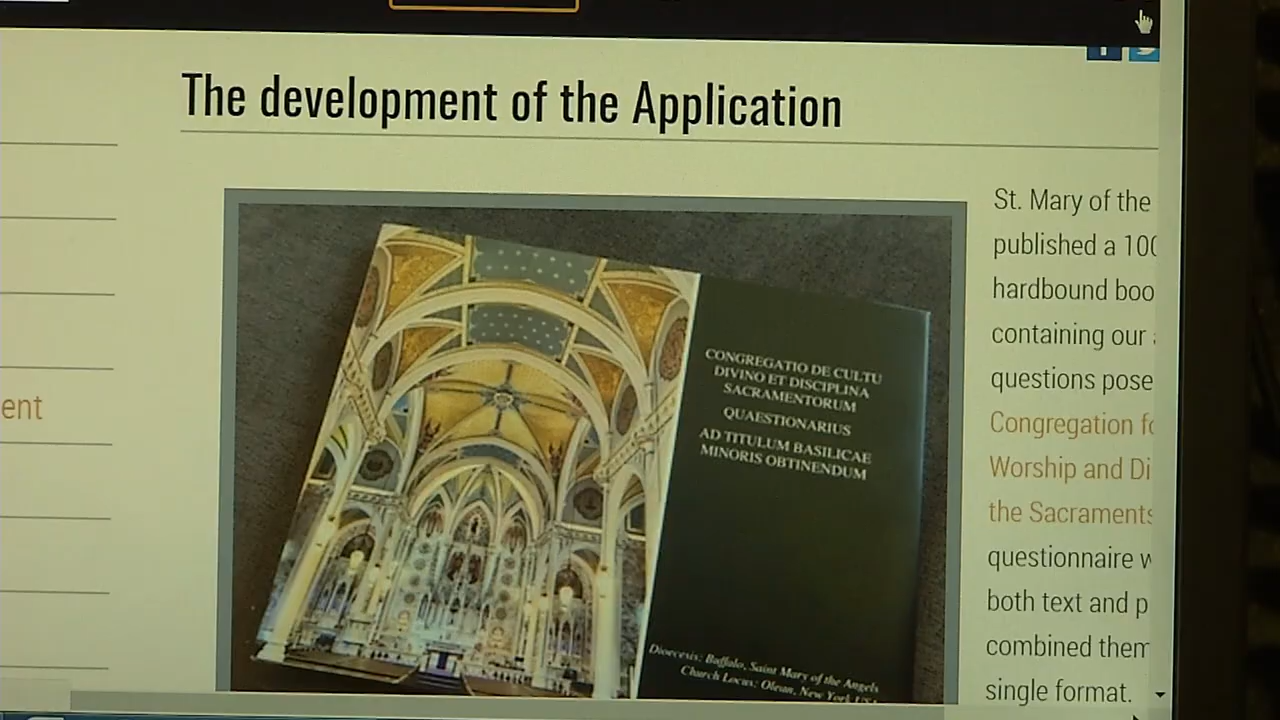 The development of the Application
St. Mary of the
published a 100
hardbound boo
containing our
questions pose
Congregation fo
Worship and Di
the Sacraments
questionnaire w
both text and p
combined them
single format.
ent
CONGREGATIO DE CULTU
DIVINO ET DISCIPLINA
SACRAMENTORUM
QUAESTIONARIUS
AD TITULUM BASILICAE
MINORIS OBTINENDUM
Dioecesis: Buffalo, Saint Mary of the Angels
Church Locus: Olean, New York USA